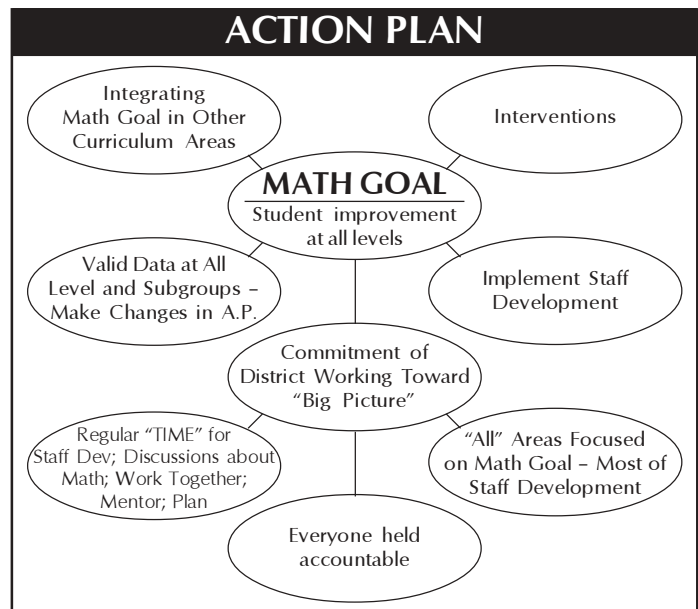 ACTION PLAN
Integrating
Math Goal in Other
Curriculum Areas
Interventions
MATH GOAL
Student improvement
at all levels
Valid Data at All
Level and Subgroups –
Make Changes in A.P.
Implement Staff
Development
Commitment of
District Working Toward
“Big Picture”
Regular “TIME” for
Staff Dev; Discussions about
Math; Work Together;
Mentor; Plan
“All” Areas Focused
on Math Goal – Most of
Staff Development
Everyone held
accountable